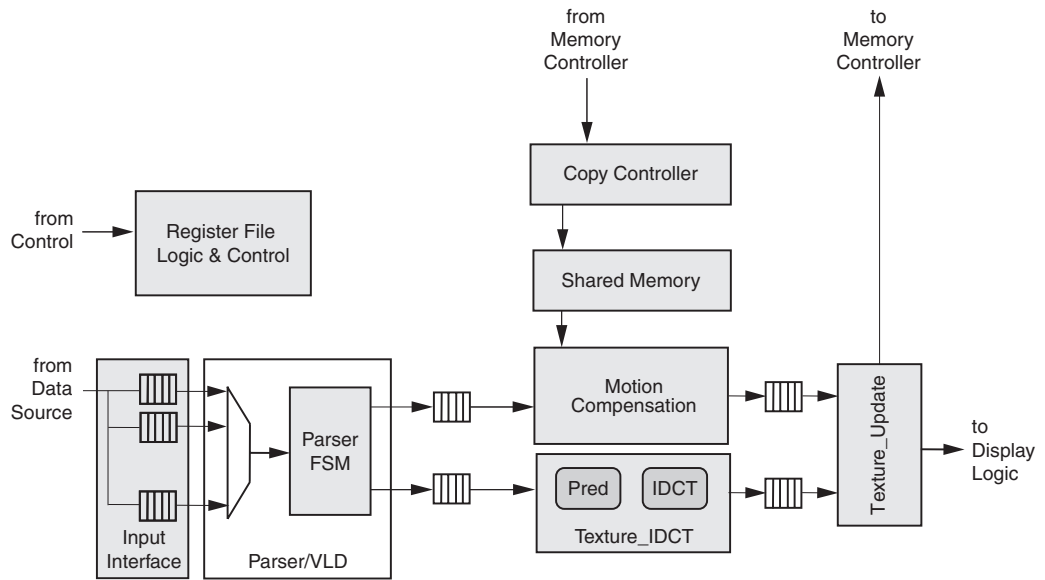 from
Memory
Controller
to
Memory
Controller
Copy Controller
from
Control
Register File
Logic & Control
Shared Memory
from
Data
Source
Motion
Compensation
Parser
FSM
Texture_Update
to
Display
Logic
Pred
IDCT
Texture_IDCT
Input
Interface
Parser/VLD